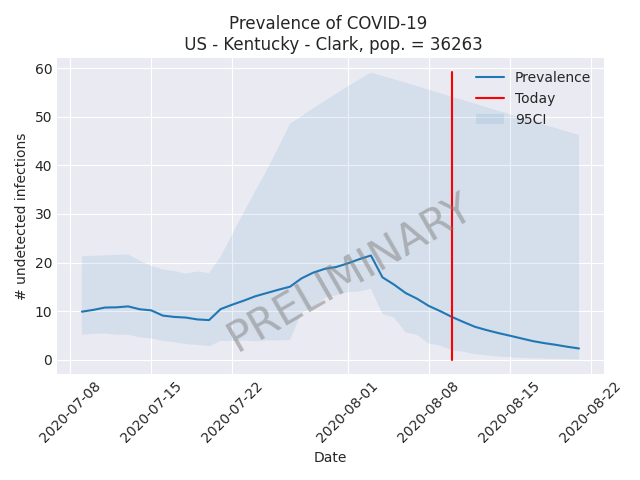 Prevalence of COVID-19
US - Kentucky - Clark, pop. = 36263
60
50
40
30
20
10
0
# undetected infections
Prevalence
Today
95CI
PRELIMINARY
2020-07-08
2020-07-15
2020-07-22
2020-08-01
2020-08-08
2020-08-15
2020-08-22
Date